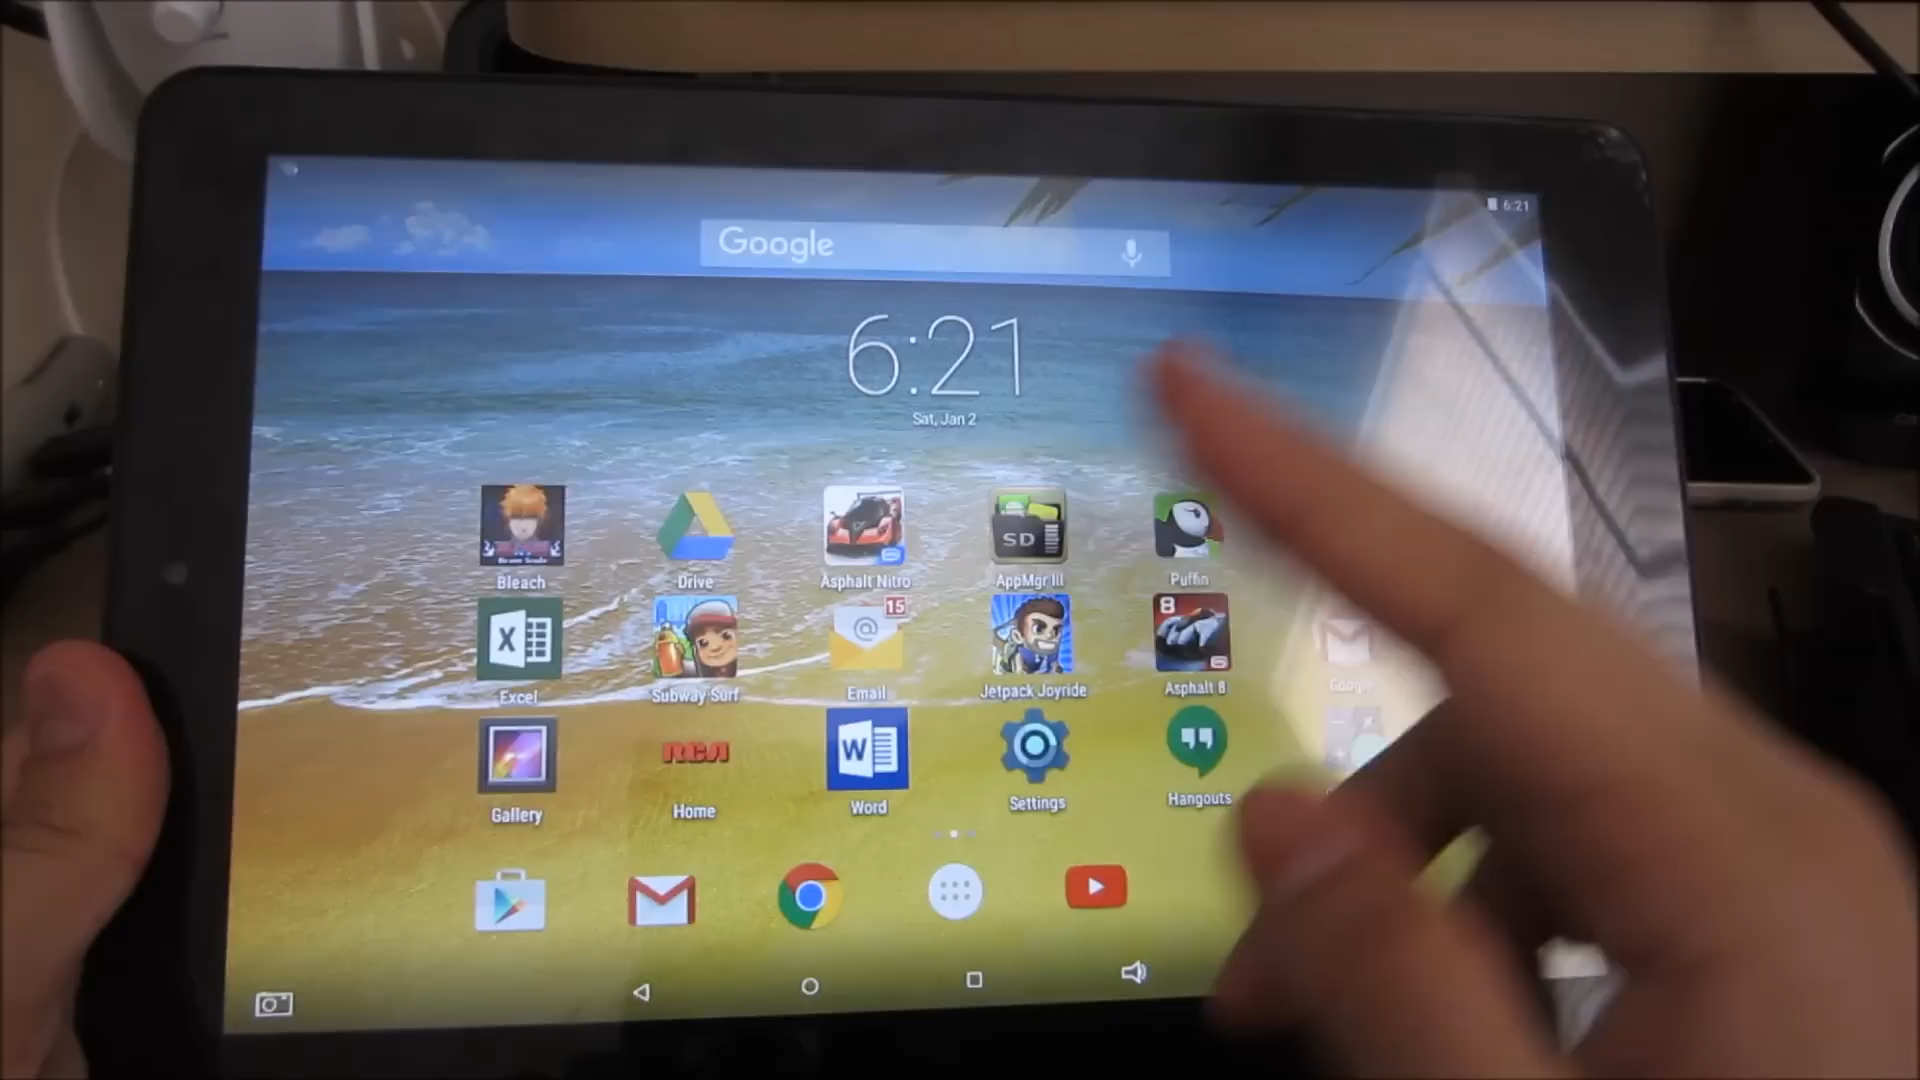 6:21
Google
6:21
Sat, Jan 2
SD
Bleach
Drive
Asphalt Nitro
AppMgr III
Puffin
15
8
X
@
Excel
Subway Surf
Email
Jetpack Joyride
Asphalt 8
Google
RCA
W
Gallery
Home
Word
Settings
Hangouts